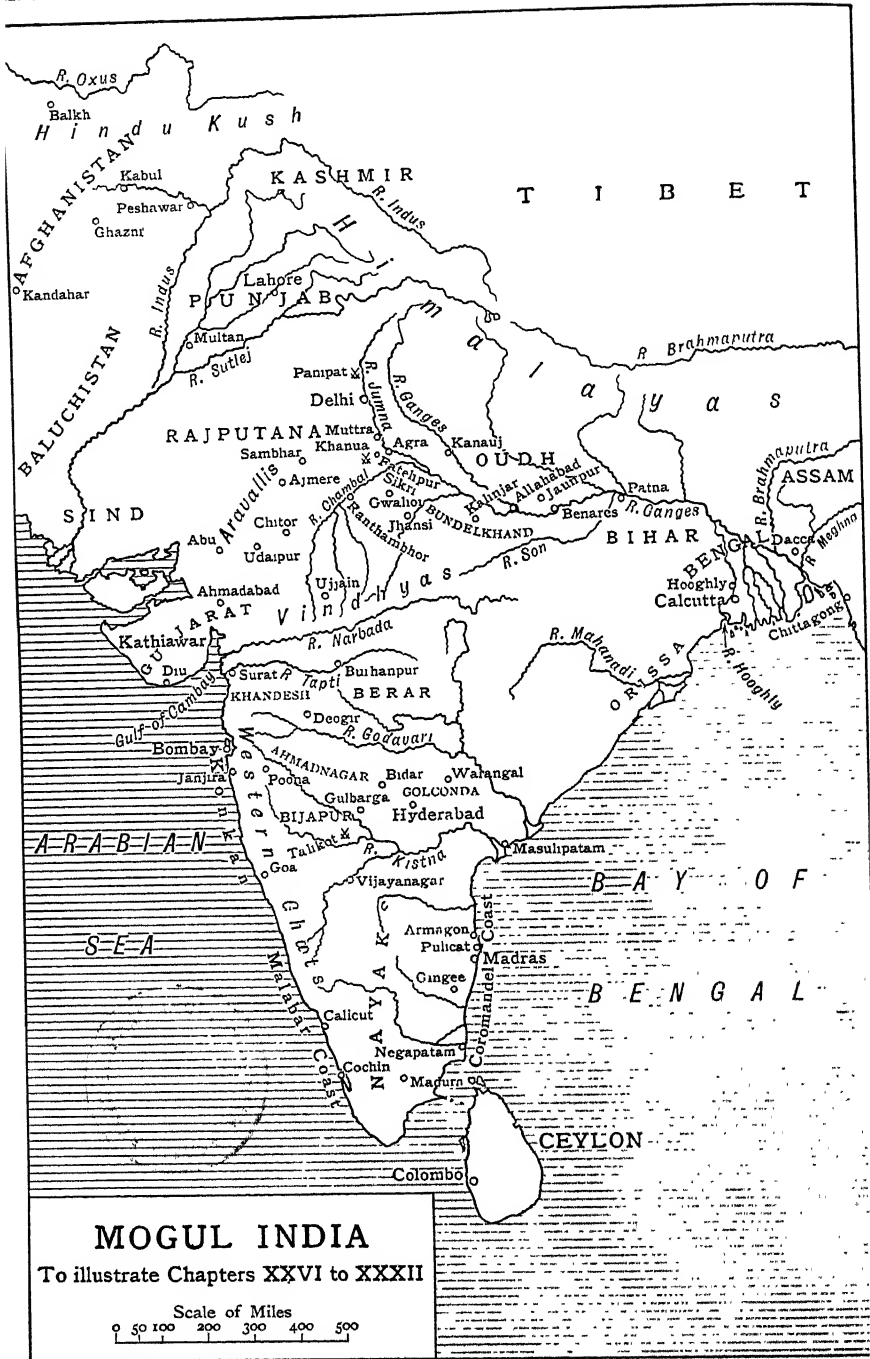 R. Oxus
Balkh
Hindu Kush
AFGHANISTAN
Kabul
KASHMIR
R. Indus
TIBET
Peshawar
Ghazni
Kandahar
R. Indus
Hi
Lahore
PUNJAB
Multan
R. Sutlej
malayas
R Brahmaputra
BALUCHISTAN
Panipat
R. Jumna
R. Ganges
Delhi
RAJPUTANA
Muttra
Khanua
Agra
Kanauj
Sambhar
OUDH
Fatehpur
Sikri
Ajmere
Aravallis
R. Chambal
Gwalior
Kalinjar
Allahabad
Jaunpur
Patna
R. Brahmaputra
ASSAM
SIND
Chitor
Ranthambhor
Jhansi
BUNDELKHAND
Benares
R. Ganges
BIHAR
BENGAL
Dacca
R. Meghna
Abu
Udaipur
R. Son
Ujjain
Vindhyas
Hooghly
Calcutta
Chittagong
Ahmadabad
GUJARAT
Kathiawar
R. Narbada
R. Mahanadi
ORISSA
R. Hooghly
Diu
Surat
R Tapti
Burhanpur
KHANDESH
BERAR
Gulf of Cambay
Deogir
R. Godavari
Bombay
Janjira
Konkan
Western Ghats
AHMADNAGAR
Poona
Bidar
Warangal
GOLCONDA
Gulbarga
Hyderabad
BIJAPUR
Talikot
R. Kistna
Masulipatam
ARABIAN
SEA
Goa
Vijayanagar
BAY OF
BENGAL
NAYAK
Armagon
Pulicat
Madras
Coromandel Coast
Gingee
Malabar Coast
Calicut
Negapatam
Cochin
Madura
CEYLON
Colombo
MOGUL INDIA
To illustrate Chapters XXVI to XXXII
Scale of Miles
0 50 100 200 300 400 500